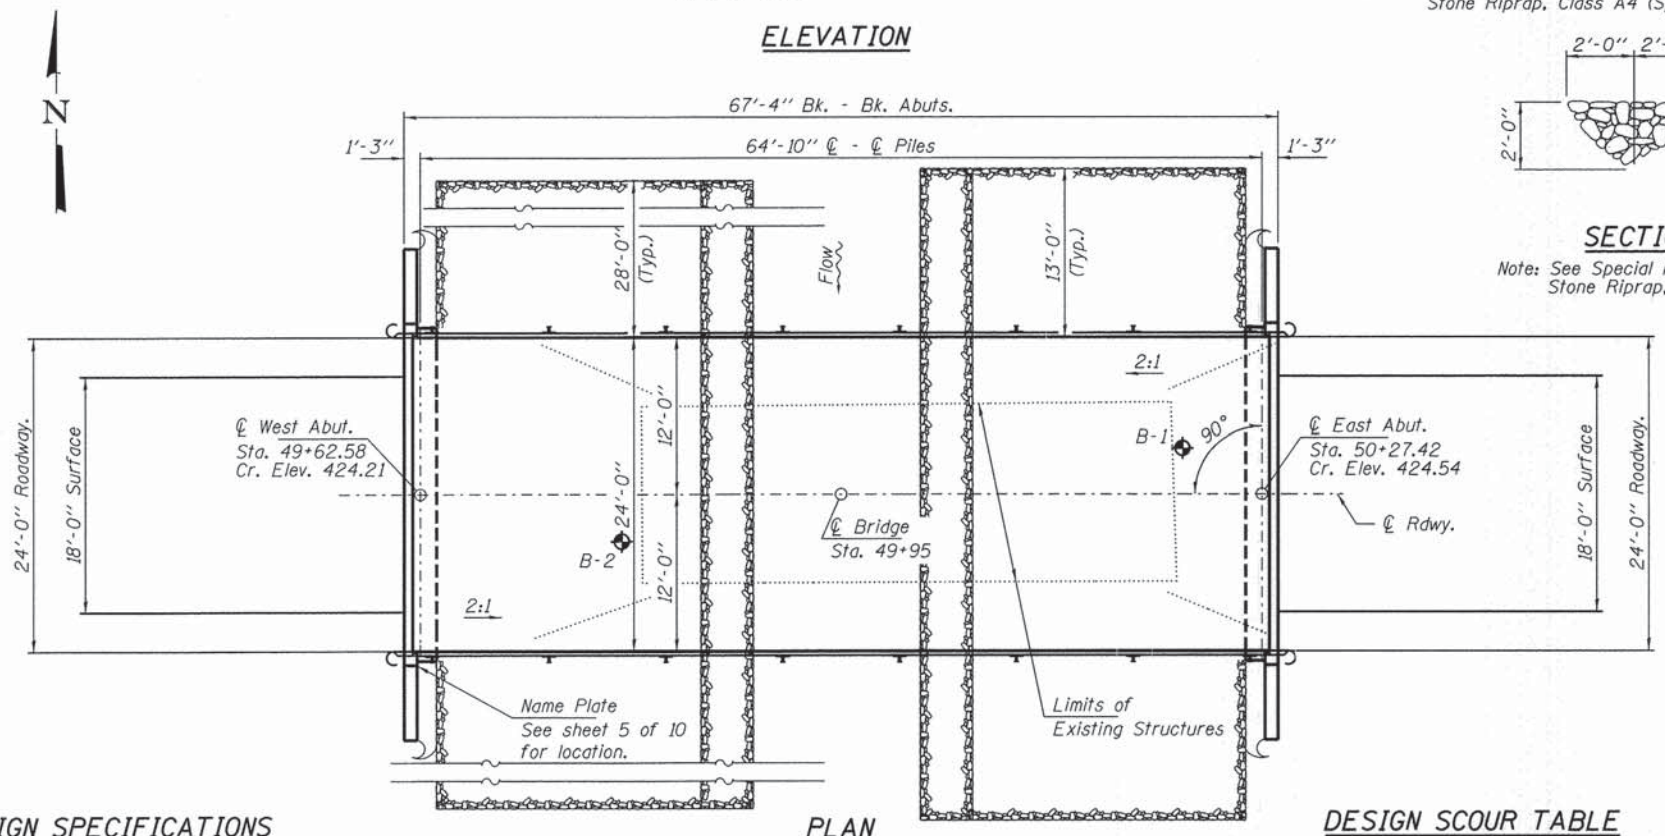 Stone Riprap, Class A4
ELEVATION
2'-0" 2'-
N
67'-4" Bk. - Bk. Abuts.
1'-3"
64'-10" ℄ - ℄ Piles
1'-3"
2'-0"
28'-0"
(Typ.)
Flow
13'-0"
(Typ.)
Note: See Special
Stone Riprap,
2:1
24'-0" Roadway.
18'-0" Surface
℄ West Abut.
Sta. 49+62.58
Cr. Elev. 424.21
12'-0"
24'-0"
12'-0"
B-1
90°
℄ East Abut.
Sta. 50+27.42
Cr. Elev. 424.54
℄ Bridge
Sta. 49+95
℄ Rdwy.
18'-0" Surface
24'-0" Roadway.
B-2
2:1
Name Plate
See sheet 5 of 10
for location.
Limits of
Existing Structures
SPECIFICATIONS
PLAN
DESIGN SCOUR TABLE